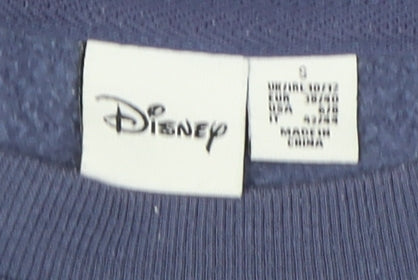 Disney
S
UK/IRL 10/12
EUR 38/40
USA 6/8
IT 42/44
MADE IN
CHINA